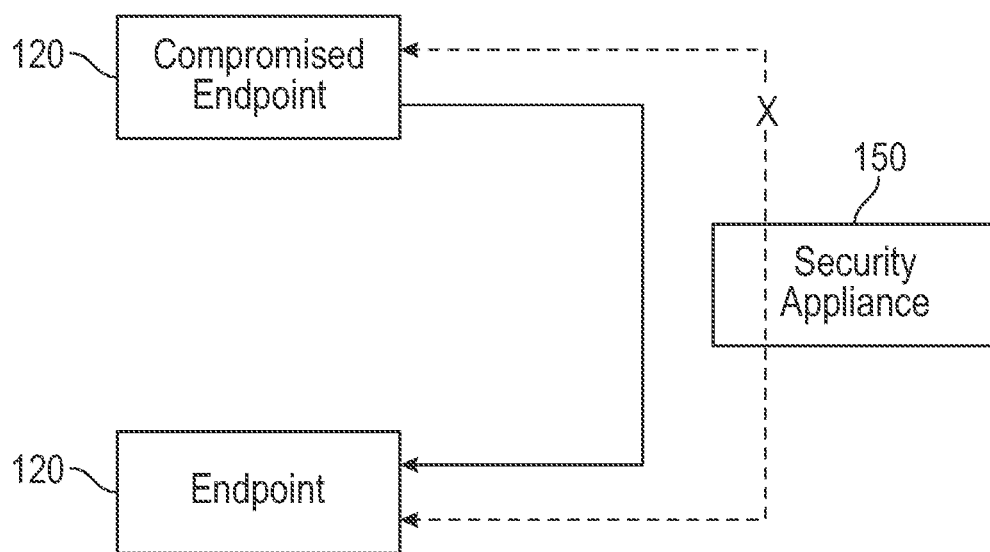 120
Compromised
Endpoint
X
150
Security
Appliance
120
Endpoint